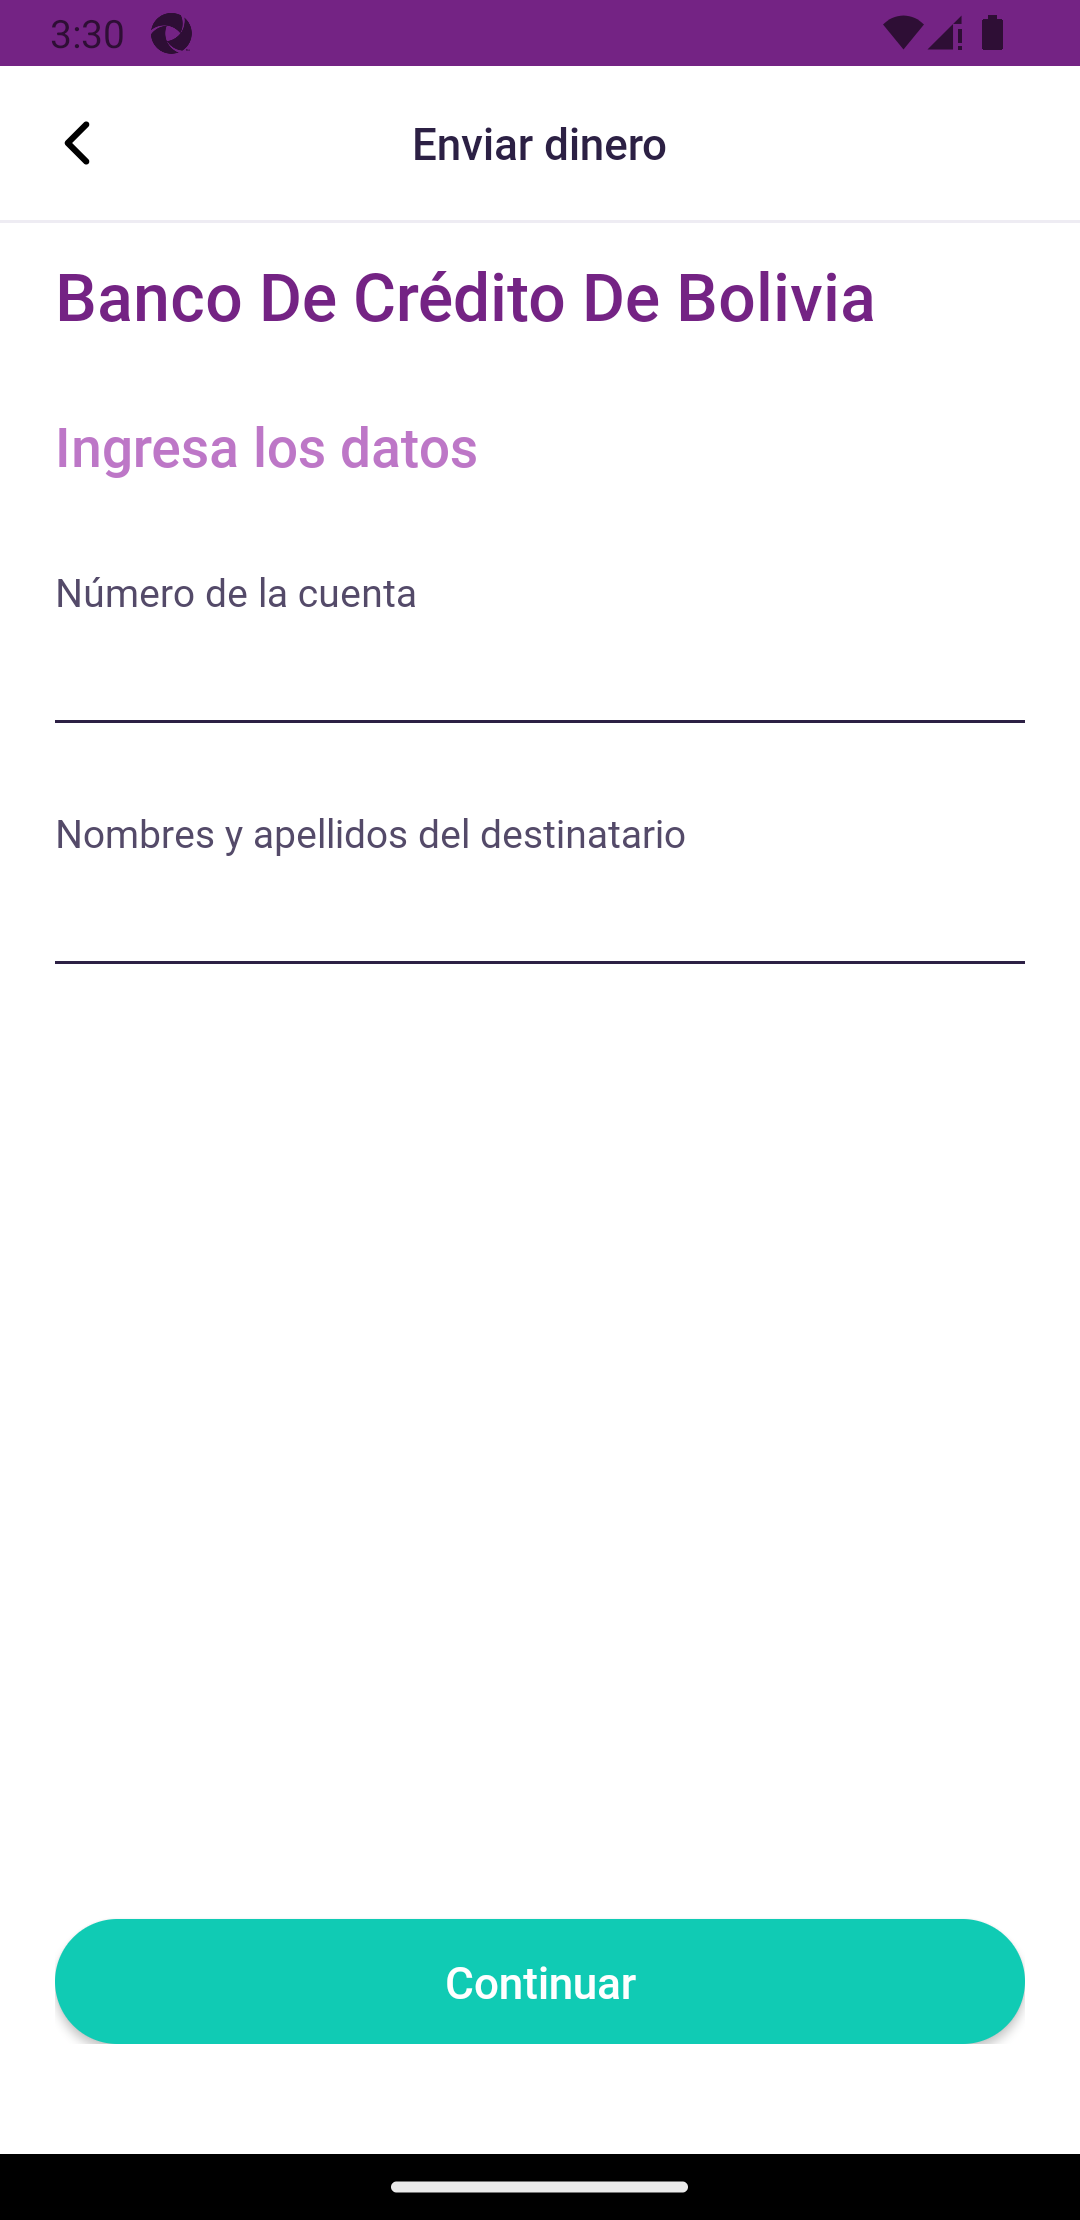 3:30
Enviar dinero
Banco De Crédito De Bolivia
Ingresa los datos
Número de la cuenta
Nombres y apellidos del destinatario
Continuar